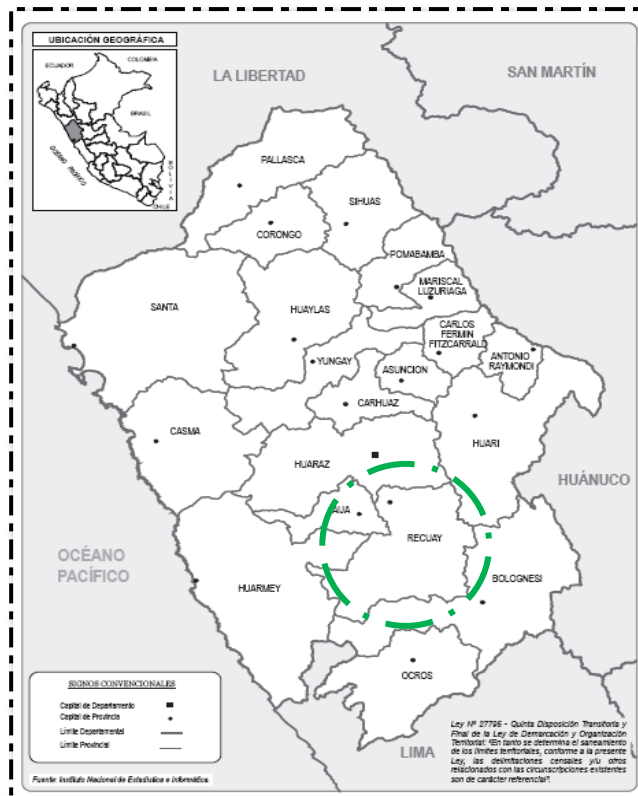 UBICACIÓN GEOGRÁFICA
ECUADOR
COLOMBIA
BRASIL
OCÉANO PACÍFICO
BOLIVIA
CHILE
LA LIBERTAD
SAN MARTÍN
PALLASCA
SIHUAS
CORONGO
POMABAMBA
MARISCAL
LUZURIAGA
SANTA
HUAYLAS
CARLOS
FERMIN
FITZCARRALD
ANTONIO
RAYMONDI
YUNGAY
ASUNCION
CARHUAZ
CASMA
HUARI
HUARAZ
HUÁNUCO
AIJA
RECUAY
OCÉANO
PACÍFICO
HUARMEY
BOLOGNESI
OCROS
LIMA
SIGNOS CONVENCIONALES
Capital de Departamento
Capital de Provincia
Límite Departamental
Límite Provincial
Fuente: Instituto Nacional de Estadística e Informática
Ley Nº 27795 - Quinta Disposición Transitoria y
Final de la Ley de Demarcación y Organización
Territorial: "En tanto se determina el saneamiento
de los límites territoriales, conforme a la presente
Ley, las delimitaciones censales y/u otros
relacionados con las circunscripciones existentes
son de carácter referencial".